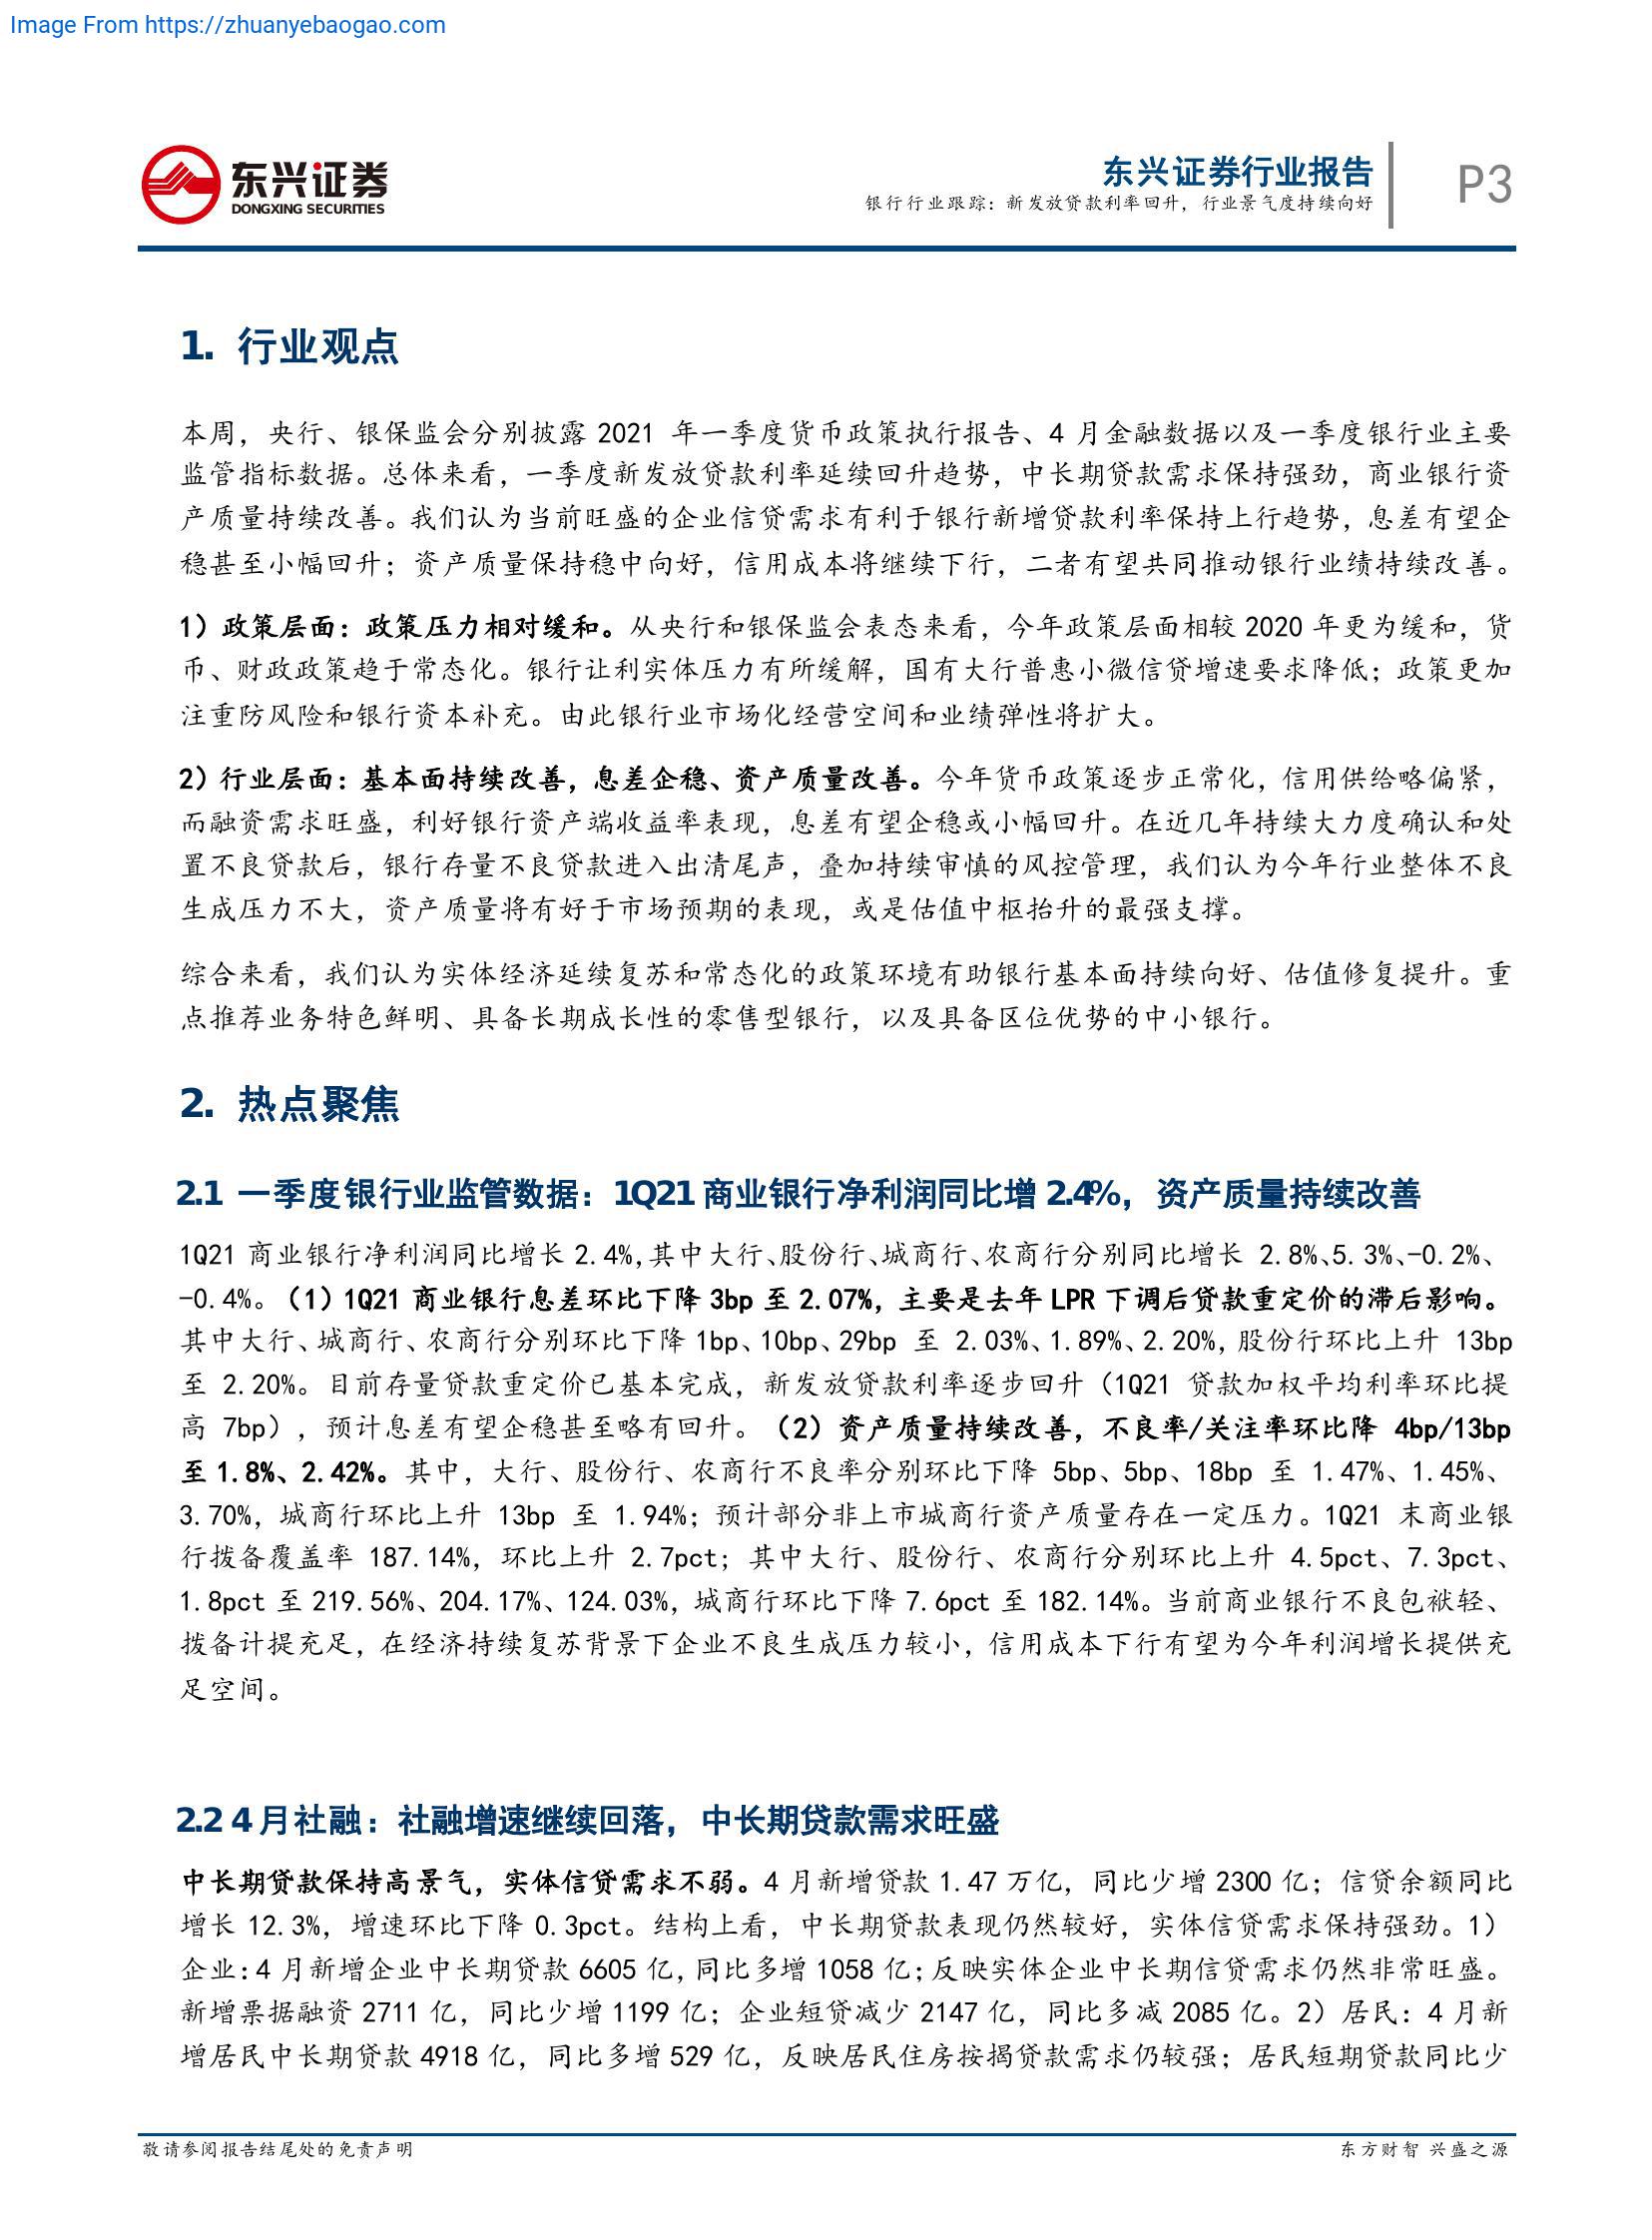 Image From https://zhuanyebaogao.com
东兴证券
DONGXING SECURITIES
东兴证券行业报告
银行行业跟踪：新发放贷款利率回升，行业景气度持续向好
P3
1. 行业观点
本周，央行、银保监会分别披露 2021 年一季度货币政策执行报告、4 月金融数据以及一季度银行业主要
监管指标数据。总体来看，一季度新发放贷款利率延续回升趋势，中长期贷款需求保持强劲，商业银行资
产质量持续改善。我们认为当前旺盛的企业信贷需求有利于银行新增贷款利率保持上行趋势，息差有望企
稳甚至小幅回升；资产质量保持稳中向好，信用成本将继续下行，二者有望共同推动银行业绩持续改善。
1）政策层面：政策压力相对缓和。从央行和银保监会表态来看，今年政策层面相较 2020 年更为缓和，货
币、财政政策趋于常态化。银行让利实体压力有所缓解，国有大行普惠小微信贷增速要求降低；政策更加
注重防风险和银行资本补充。由此银行业市场化经营空间和业绩弹性将扩大。
2）行业层面：基本面持续改善，息差企稳、资产质量改善。今年货币政策逐步正常化，信用供给略偏紧，
而融资需求旺盛，利好银行资产端收益率表现，息差有望企稳或小幅回升。在近几年持续大力度确认和处
置不良贷款后，银行存量不良贷款进入出清尾声，叠加持续审慎的风控管理，我们认为今年行业整体不良
生成压力不大，资产质量将有好于市场预期的表现，或是估值中枢抬升的最强支撑。
综合来看，我们认为实体经济延续复苏和常态化的政策环境有助银行基本面持续向好、估值修复提升。重
点推荐业务特色鲜明、具备长期成长性的零售型银行，以及具备区位优势的中小银行。
2. 热点聚焦
2.1 一季度银行业监管数据：1Q21 商业银行净利润同比增 2.4%，资产质量持续改善
1Q21 商业银行净利润同比增长 2.4%,其中大行、股份行、城商行、农商行分别同比增长 2.8%、5.3%、-0.2%、
-0.4%。（1）1Q21 商业银行息差环比下降 3bp 至 2.07%，主要是去年 LPR 下调后贷款重定价的滞后影响。
其中大行、城商行、农商行分别环比下降 1bp、10bp、29bp 至 2.03%、1.89%、2.20%，股份行环比上升 13bp
至 2.20%。目前存量贷款重定价已基本完成，新发放贷款利率逐步回升（1Q21 贷款加权平均利率环比提
高 7bp），预计息差有望企稳甚至略有回升。（2）资产质量持续改善，不良率/关注率环比降 4bp/13bp
至 1.8%、2.42%。其中，大行、股份行、农商行不良率分别环比下降 5bp、5bp、18bp 至 1.47%、1.45%、
3.70%，城商行环比上升 13bp 至 1.94%；预计部分非上市城商行资产质量存在一定压力。1Q21 末商业银
行拨备覆盖率 187.14%，环比上升 2.7pct；其中大行、股份行、农商行分别环比上升 4.5pct、7.3pct、
1.8pct 至 219.56%、204.17%、124.03%，城商行环比下降 7.6pct 至 182.14%。当前商业银行不良包袱轻、
拨备计提充足，在经济持续复苏背景下企业不良生成压力较小，信用成本下行有望为今年利润增长提供充
足空间。
2.2 4 月社融：社融增速继续回落，中长期贷款需求旺盛
中长期贷款保持高景气，实体信贷需求不弱。4 月新增贷款 1.47 万亿，同比少增 2300 亿；信贷余额同比
增长 12.3%，增速环比下降 0.3pct。结构上看，中长期贷款表现仍然较好，实体信贷需求保持强劲。1）
企业：4 月新增企业中长期贷款 6605 亿，同比多增 1058 亿；反映实体企业中长期信贷需求仍然非常旺盛。
新增票据融资 2711 亿，同比少增 1199 亿；企业短贷减少 2147 亿，同比多减 2085 亿。2）居民：4 月新
增居民中长期贷款 4918 亿，同比多增 529 亿，反映居民住房按揭贷款需求仍较强；居民短期贷款同比少
敬请参阅报告结尾处的免责声明
东方财智 兴盛之源